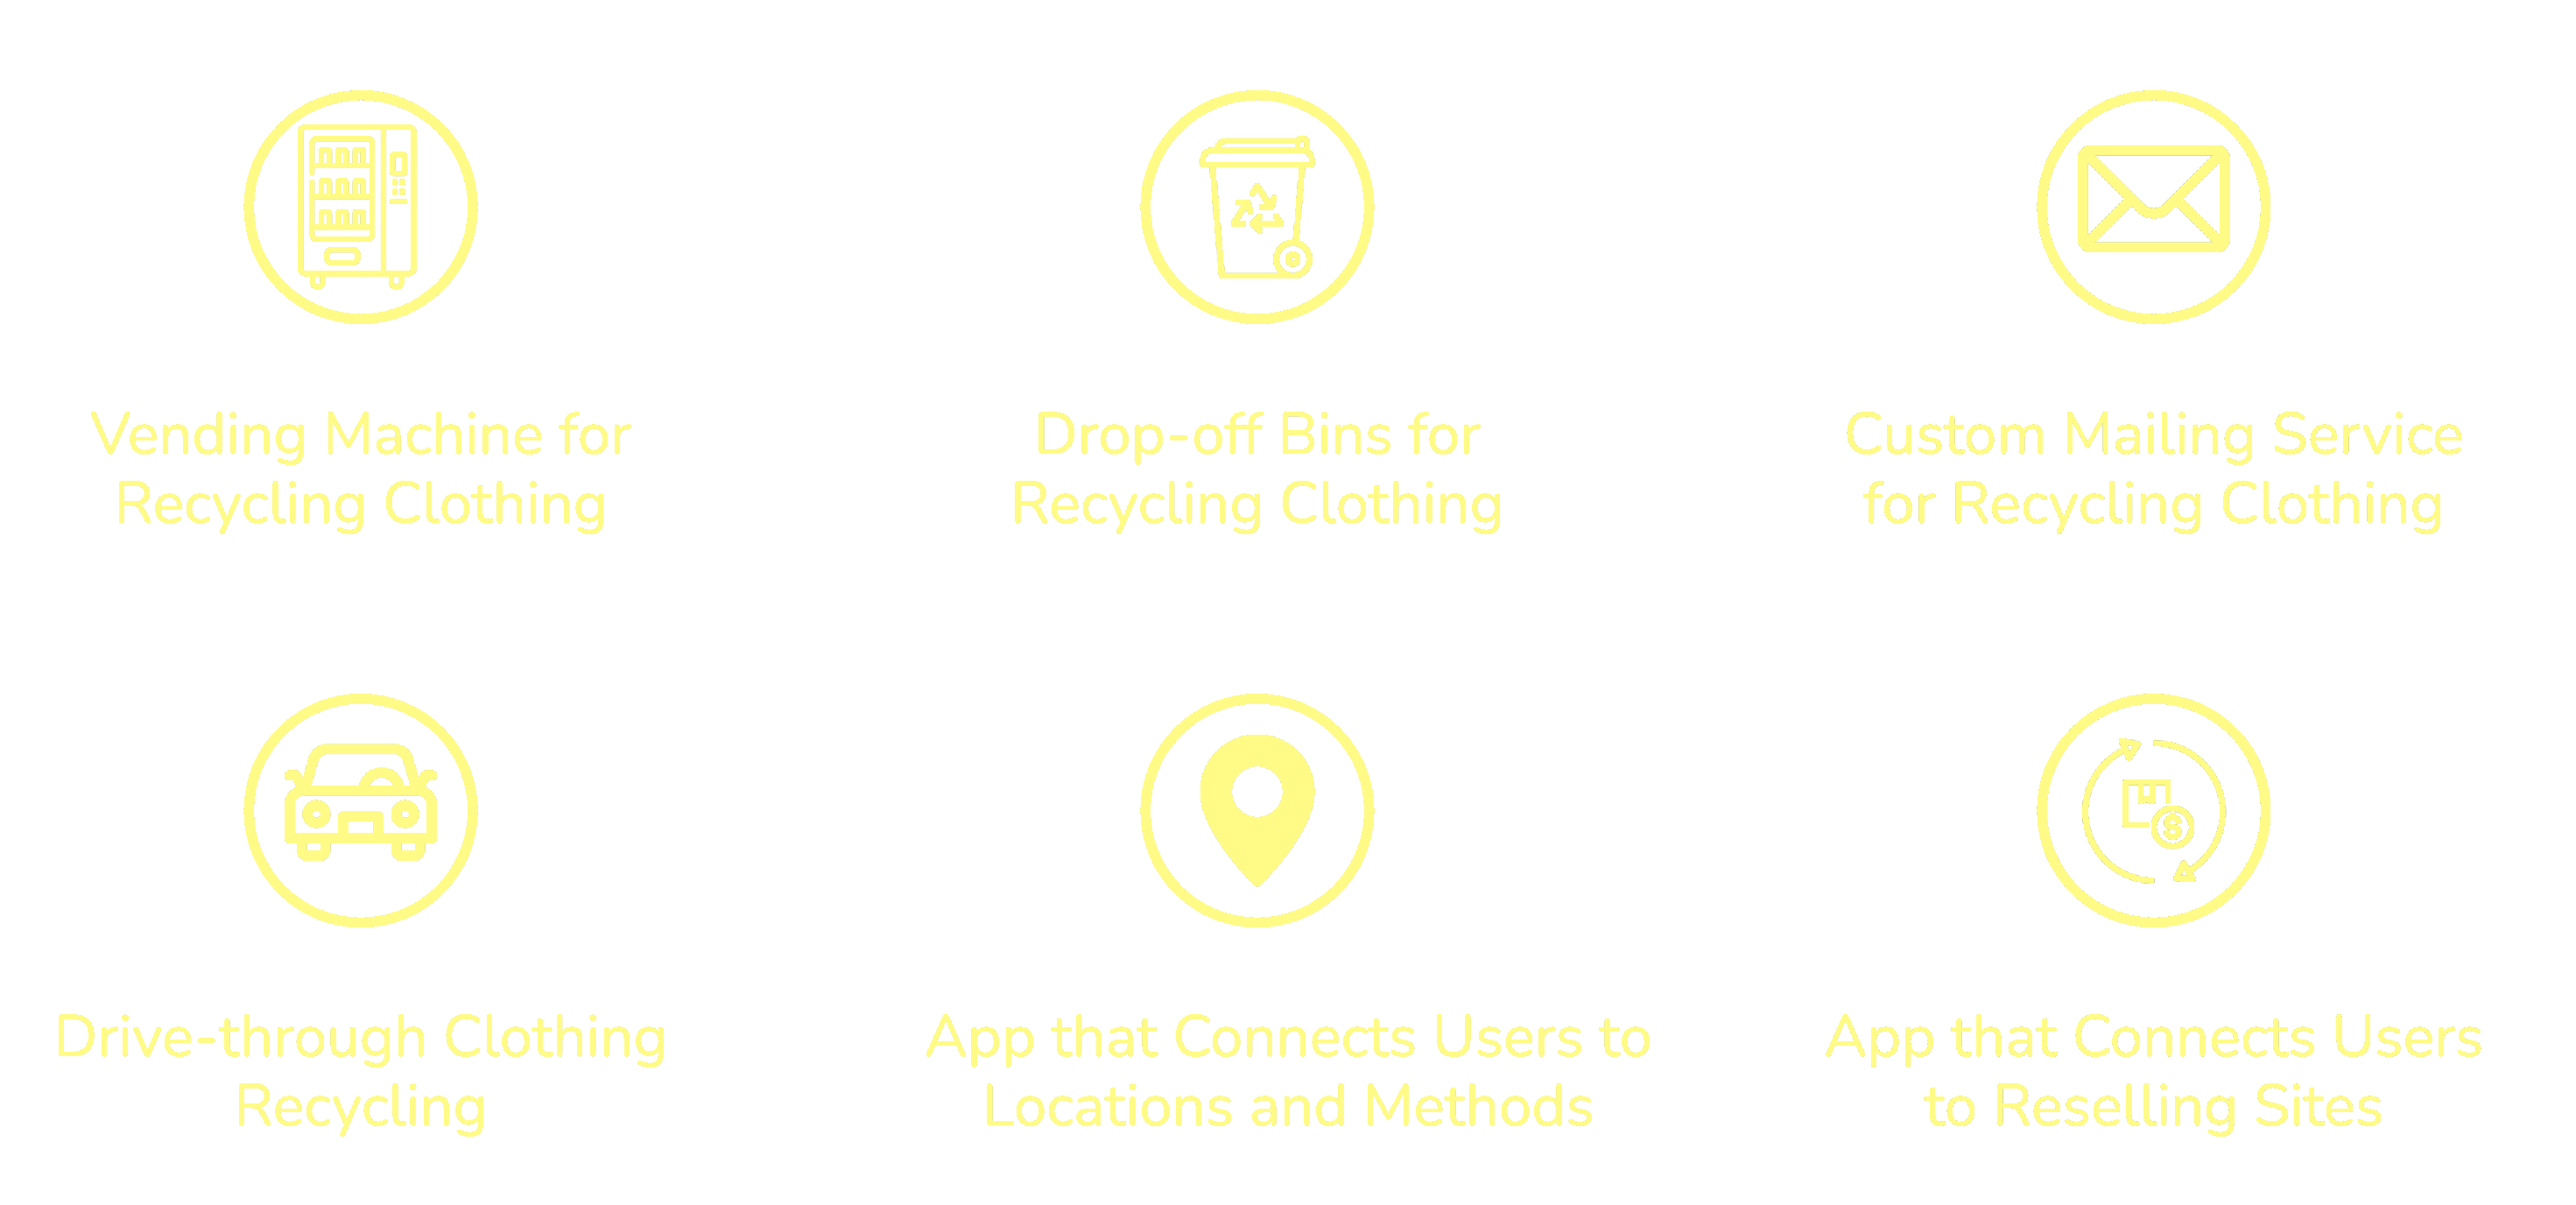 Vending Machine for
Recycling Clothing
Drop-off Bins for
Recycling Clothing
Custom Mailing Service
for Recycling Clothing
Drive-through Clothing
Recycling
App that Connects Users to
Locations and Methods
App that Connects Users
to Reselling Sites